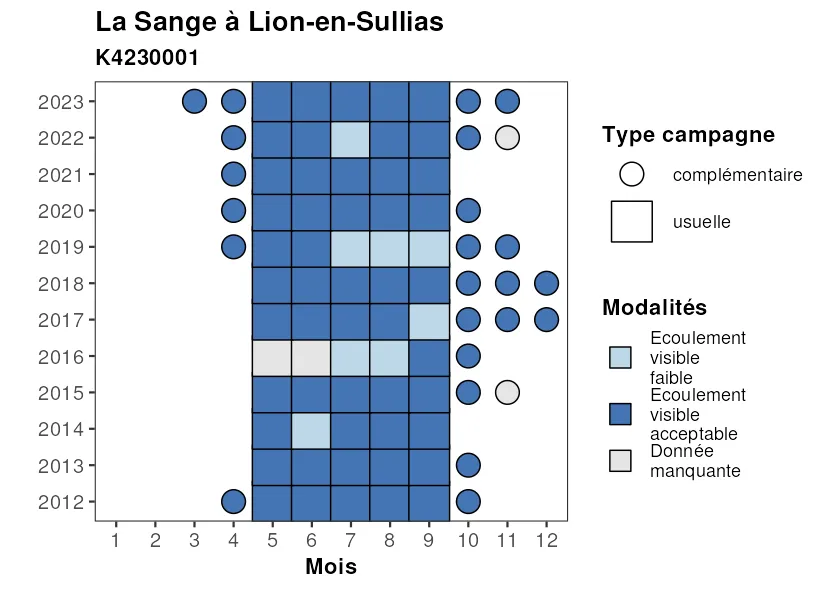 La Sange à Lion-en-Sullias
K4230001
2023
2022
2021
2020
2019
2018
2017
2016
2015
2014
2013
2012
1 2 3 4 5 6 7 8 9 10 11 12
Mois
Type campagne
complémentaire
usuelle
Modalités
Ecoulement
visible
faible
Ecoulement
visible
acceptable
Donnée
manquante